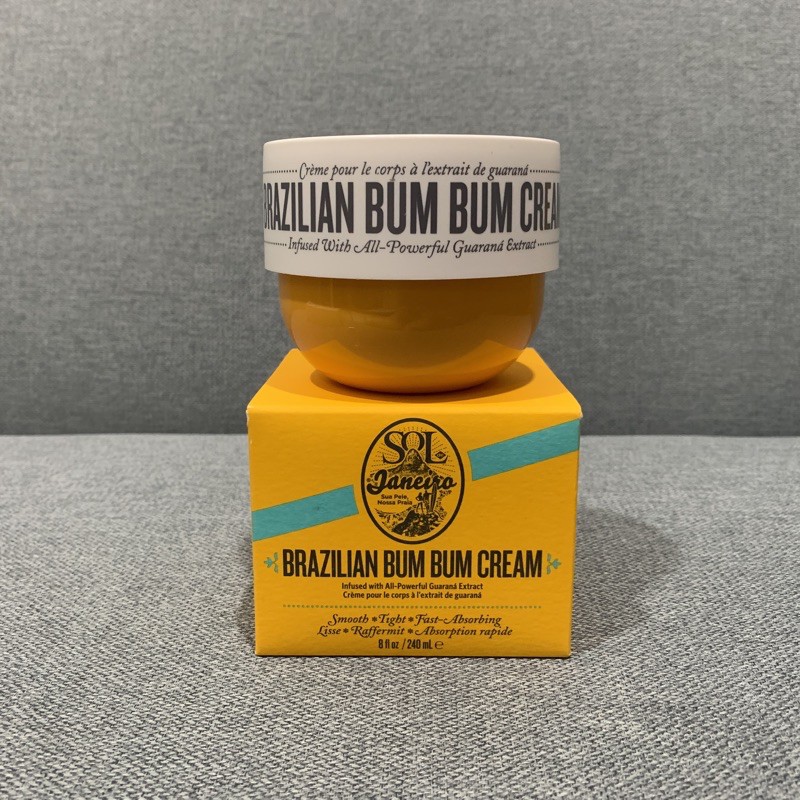 Crème pour le corps à l'extrait de guaraná
BRAZILIAN BUM BUM CREA
Infused With All-Powerful Guaraná Extract
SOL
de
Janeiro
Sua Pele,
Nossa Praia
BRAZILIAN BUM BUM CREAM
Infused with All-Powerful Guaraná Extract
Crème pour le corps à l'extrait de guaraná
Smooth * Tight * Fast-Absorbing
Lisse * Raffermit * Absorption rapide
8 fl oz / 240 mL ℮